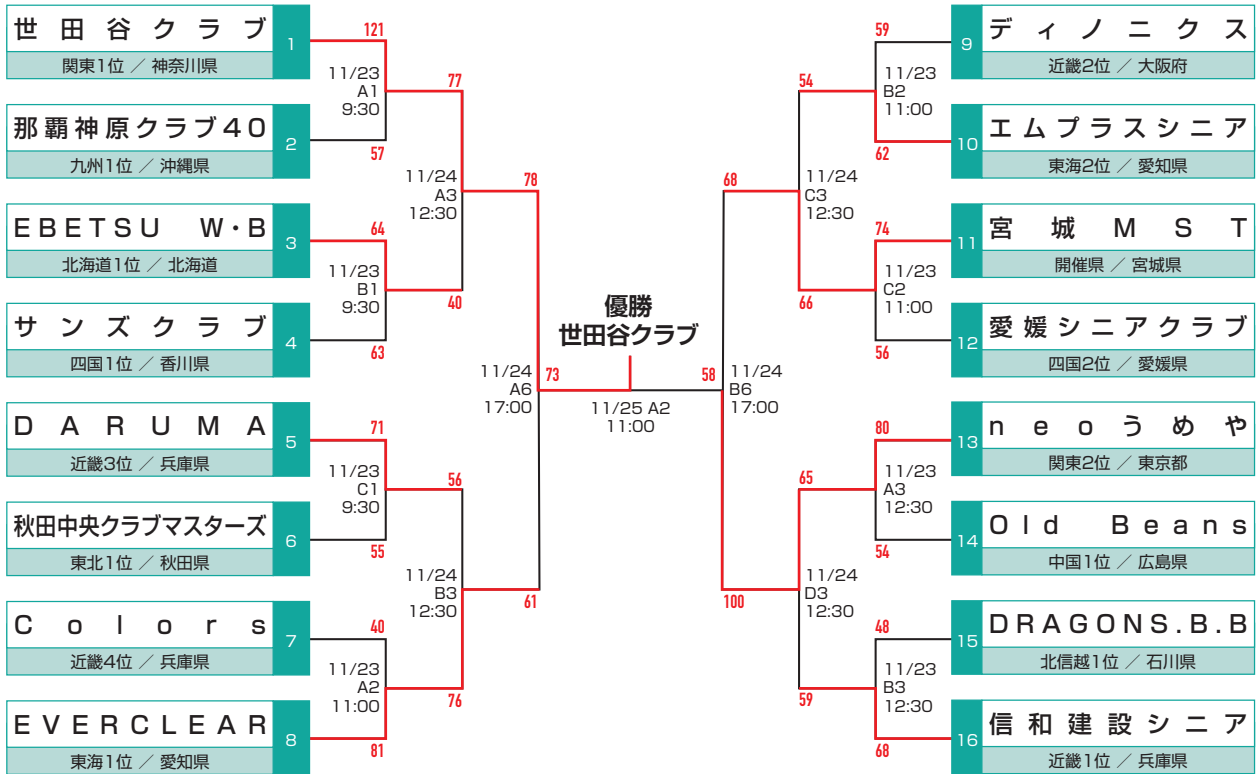 世田谷クラブ
1
関東1位 ／ 神奈川県
那覇神原クラブ40
2
九州1位 ／ 沖縄県
EBETSU W・B
3
北海道1位 ／ 北海道
サンズクラブ
4
四国1位 ／ 香川県
DARUMA
5
近畿3位 ／ 兵庫県
秋田中央クラブマスターズ
6
東北1位 ／ 秋田県
Colors
7
近畿4位 ／ 兵庫県
EVERCLEAR
8
東海1位 ／ 愛知県
121
11/23
A1
9:30
57
64
11/23
B1
9:30
63
71
11/23
C1
9:30
55
40
11/23
A2
11:00
81
77
11/24
A3
12:30
40
56
11/24
B3
12:30
76
78
11/24
A6
17:00
61
優勝
世田谷クラブ
73
58
11/25 A2
11:00
68
11/24
B6
17:00
100
54
11/24
C3
12:30
66
65
11/24
D3
12:30
59
59
11/23
B2
11:00
62
74
11/23
C2
11:00
56
80
11/23
A3
12:30
54
48
11/23
B3
12:30
68
9
ディノニクス
近畿2位 ／ 大阪府
10
エムプラスシニア
東海2位 ／ 愛知県
11
宮城MST
開催県 ／ 宮城県
12
愛媛シニアクラブ
四国2位 ／ 愛媛県
13
neoうめや
関東2位 ／ 東京都
14
Old Beans
中国1位 ／ 広島県
15
DRAGONS.B.B
北信越1位 ／ 石川県
16
信和建設シニア
近畿1位 ／ 兵庫県